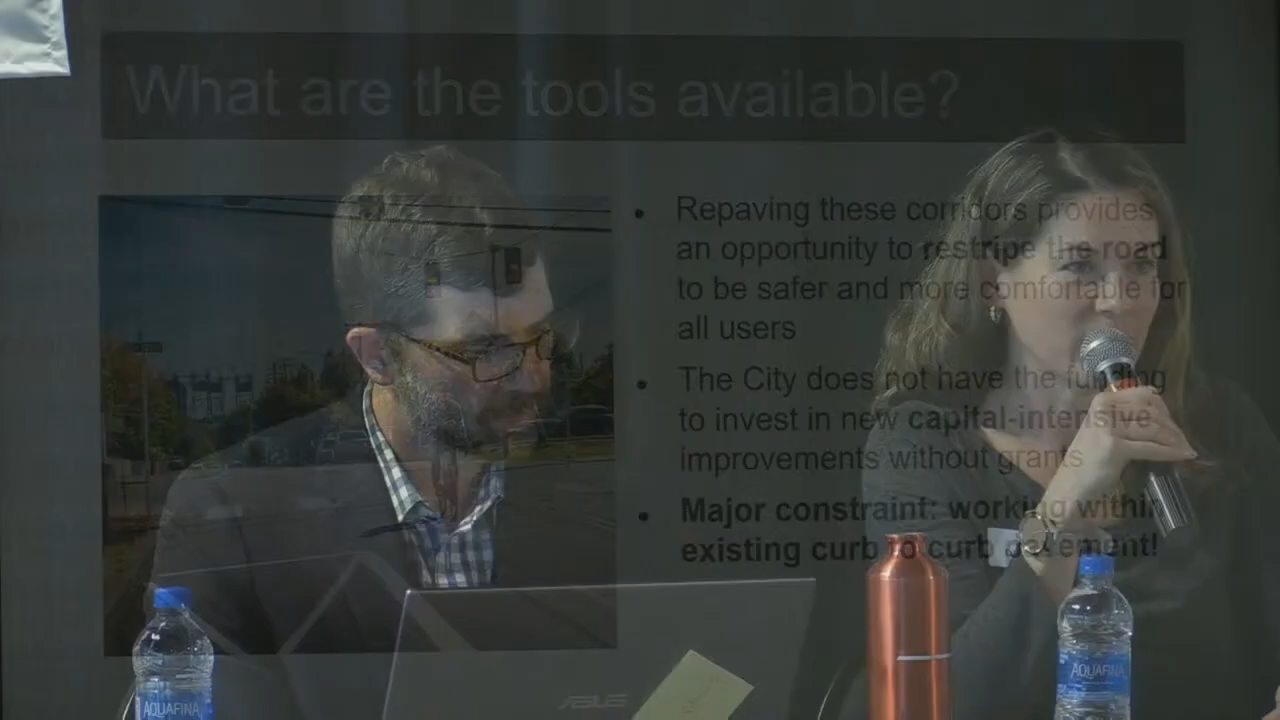 What are the tools available?
Repaving these corridors provides
an opportunity to restripe the road
to be safer and more comfortable for
all users
The City does not have the funding
to invest in new capital-intensive
improvements without grants
Major constraint: working within
existing curb to curb pavement!
ASUS
AQUAFINA
AQUAFINA